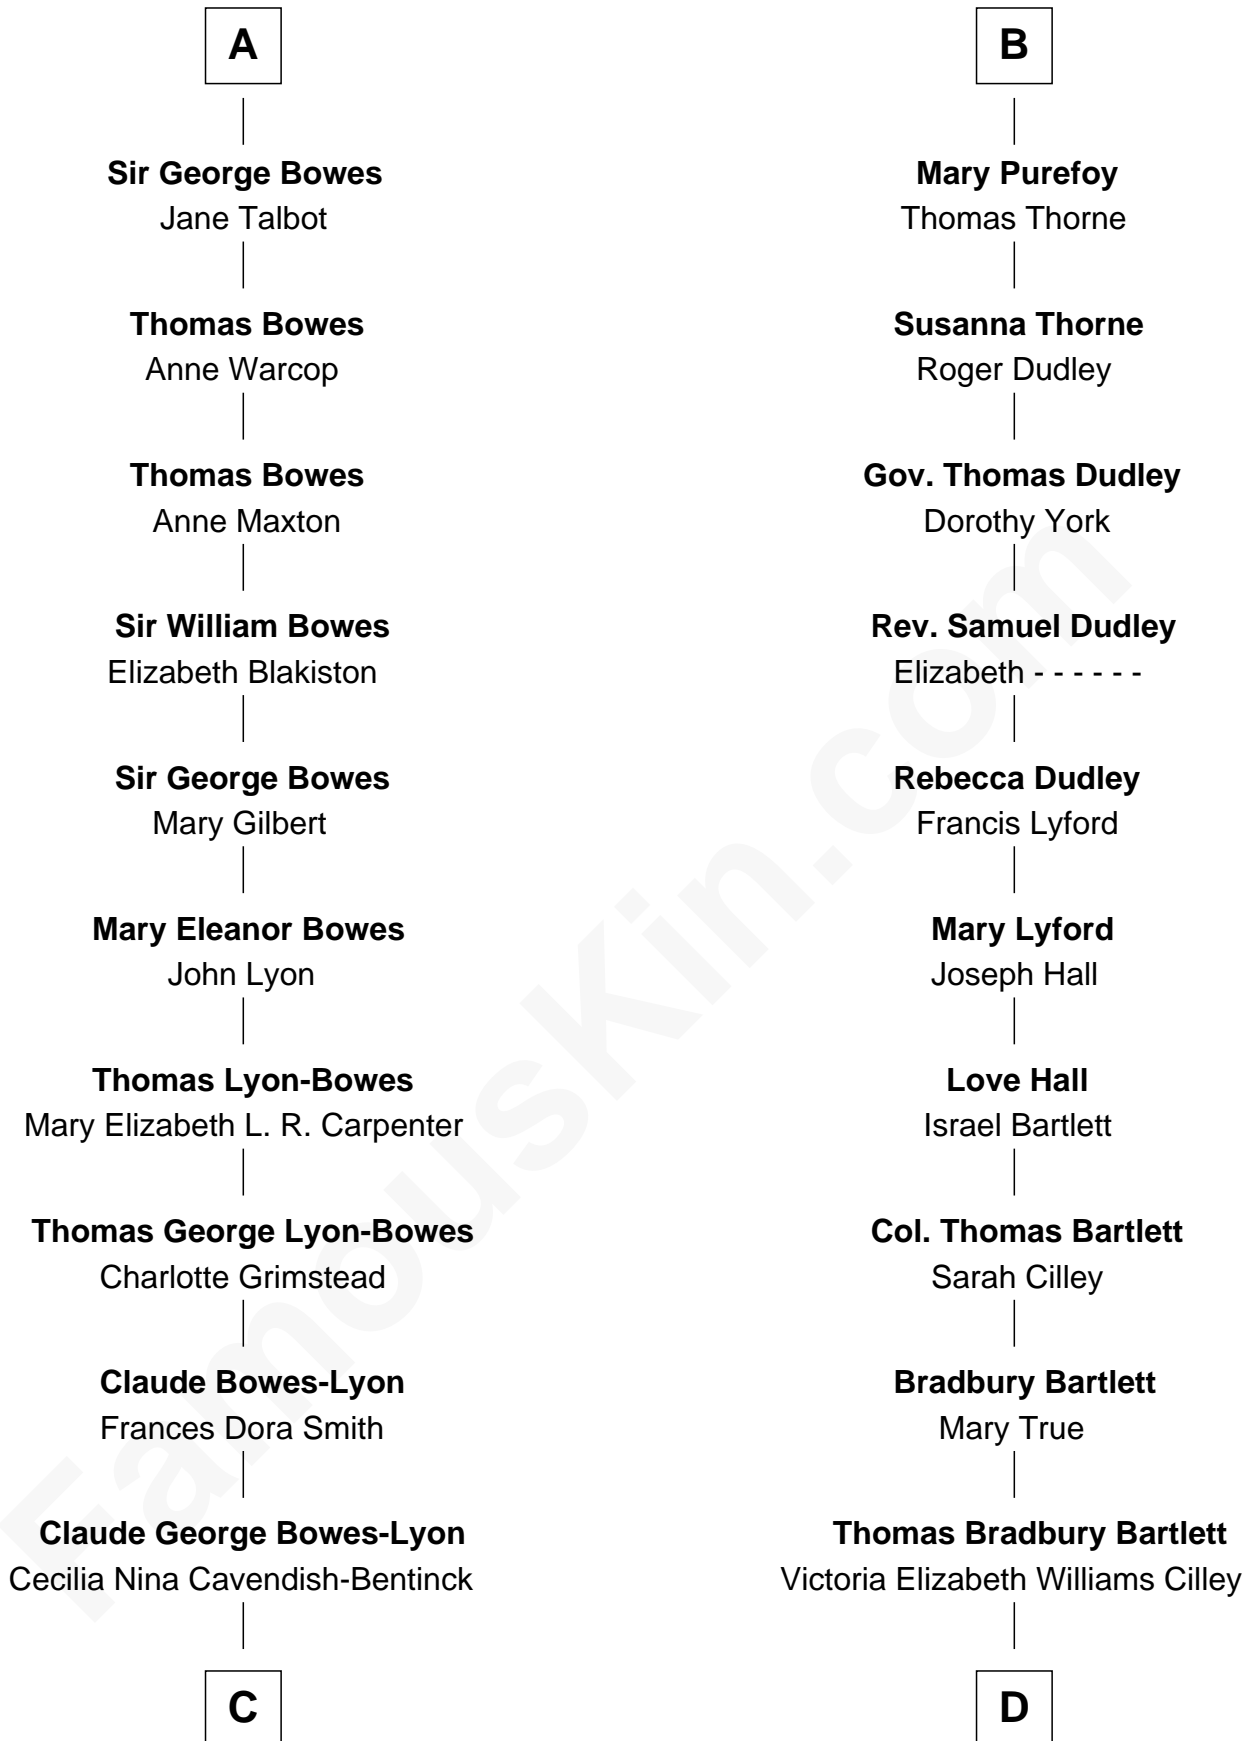 A
Sir George Bowes
Jane Talbot
Thomas Bowes
Anne Warcop
Thomas Bowes
Anne Maxton
Sir William Bowes
Elizabeth Blakiston
Sir George Bowes
Mary Gilbert
Mary Eleanor Bowes
John Lyon
Thomas Lyon-Bowes
Mary Elizabeth L. R. Carpenter
Thomas George Lyon-Bowes
Charlotte Grimstead
Claude Bowes-Lyon
Frances Dora Smith
Claude George Bowes-Lyon
Cecilia Nina Cavendish-Bentinck
C
B
Mary Purefoy
Thomas Thorne
Susanna Thorne
Roger Dudley
Gov. Thomas Dudley
Dorothy York
Rev. Samuel Dudley
Elizabeth - - - - - -
Rebecca Dudley
Francis Lyford
Mary Lyford
Joseph Hall
Love Hall
Israel Bartlett
Col. Thomas Bartlett
Sarah Cilley
Bradbury Bartlett
Mary True
Thomas Bradbury Bartlett
Victoria Elizabeth Williams Cilley
D
FamousKin.com